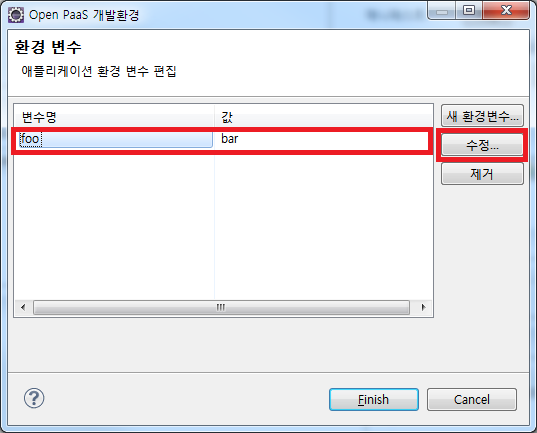 Open PaaS 개발환경
환경 변수
애플리케이션 환경 변수 편집
변수명 값
foo bar
새 환경변수...
수정...
제거
?
Finish Cancel